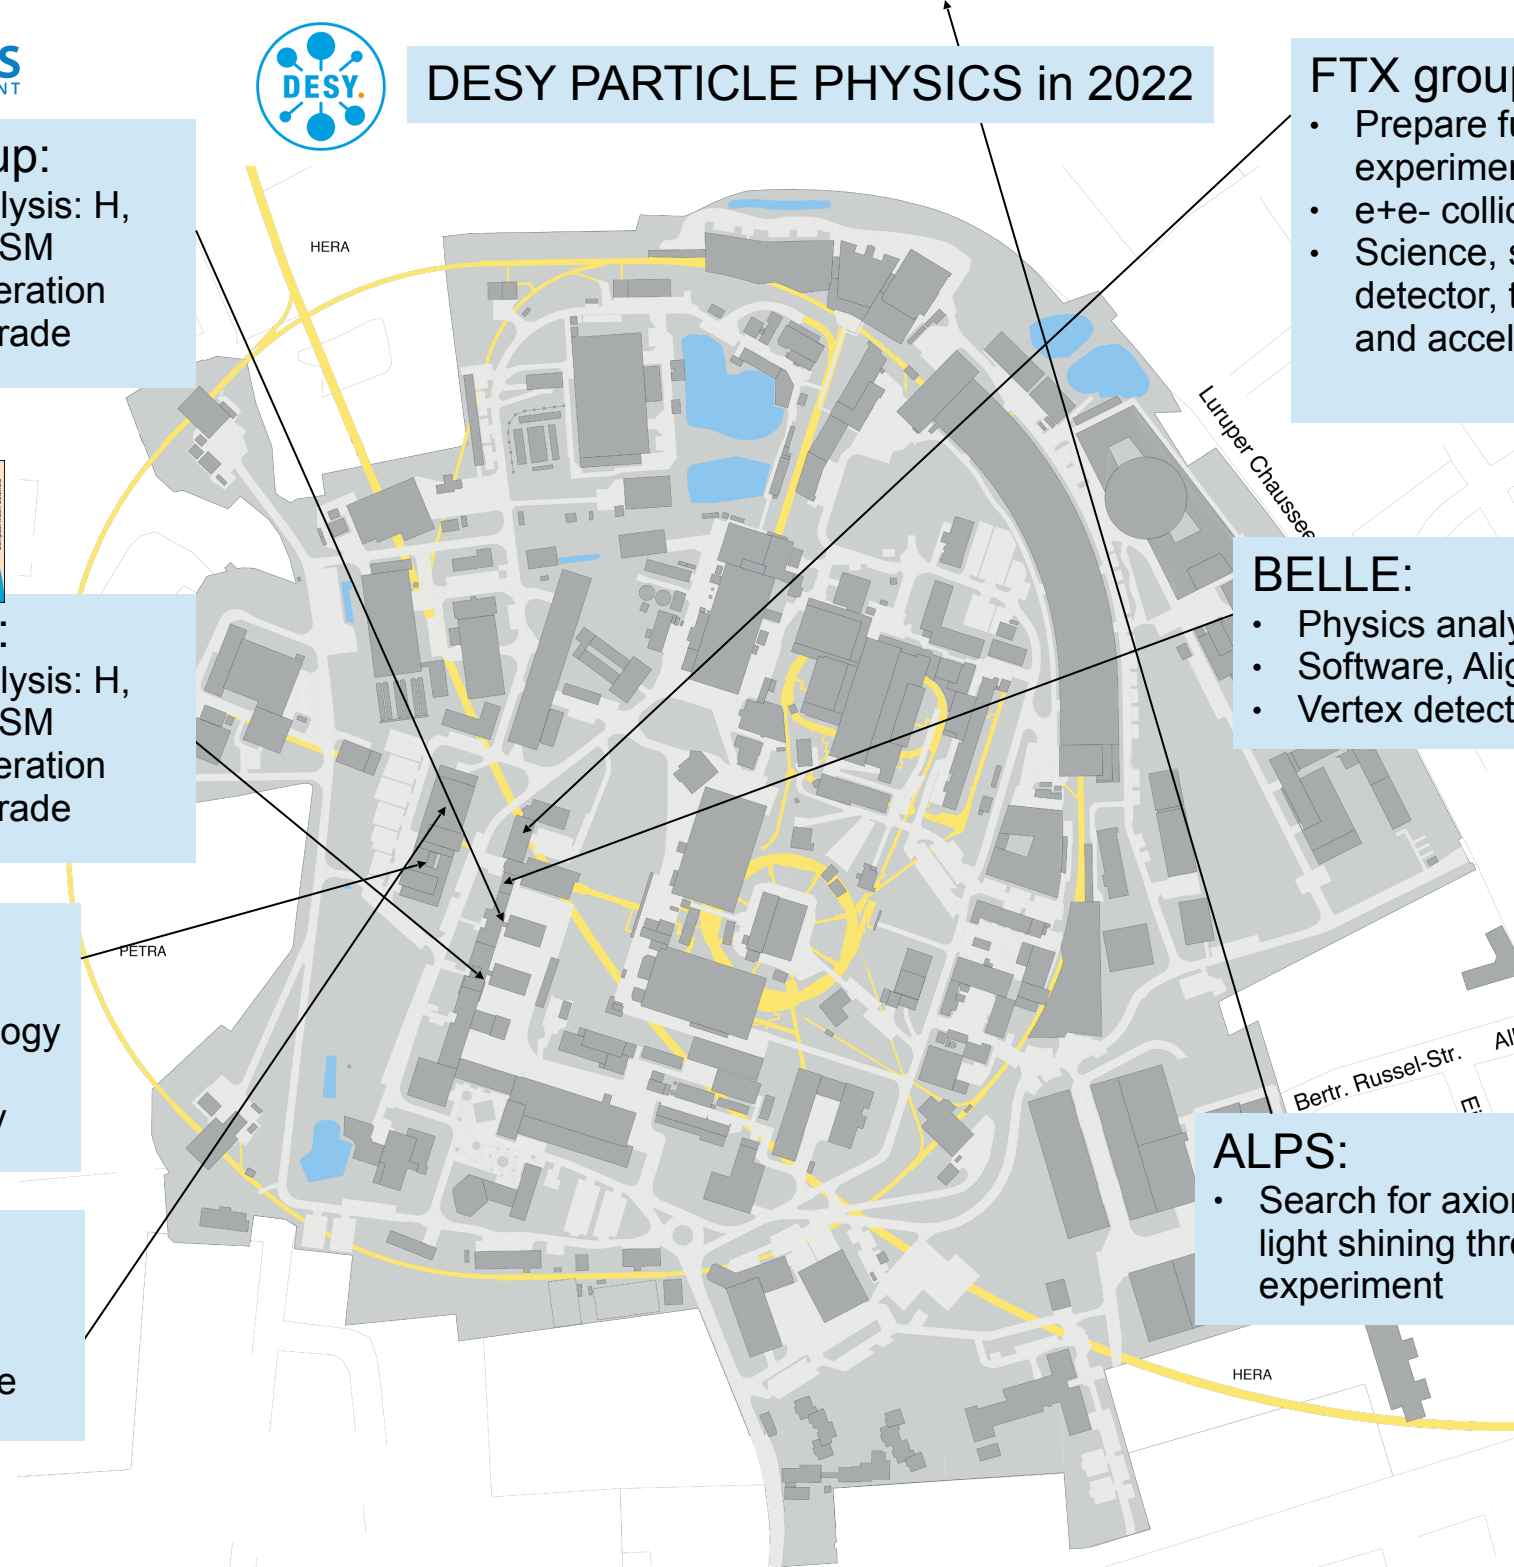 S
NT
DESY.
DESY PARTICLE PHYSICS in 2022
up:
lysis: H,
SM
eration
rade
HERA
FTX group
• Prepare fu
experimen
• e+e- collid
• Science, s
detector, t
and accel
Luruper Chaussee
:
lysis: H,
SM
eration
rade
BELLE:
• Physics analy
• Software, Alig
• Vertex detect
PETRA
ogy
y
e
Bertr. Russel-Str.
Al
ALPS:
• Search for axion
light shining thro
experiment
HERA